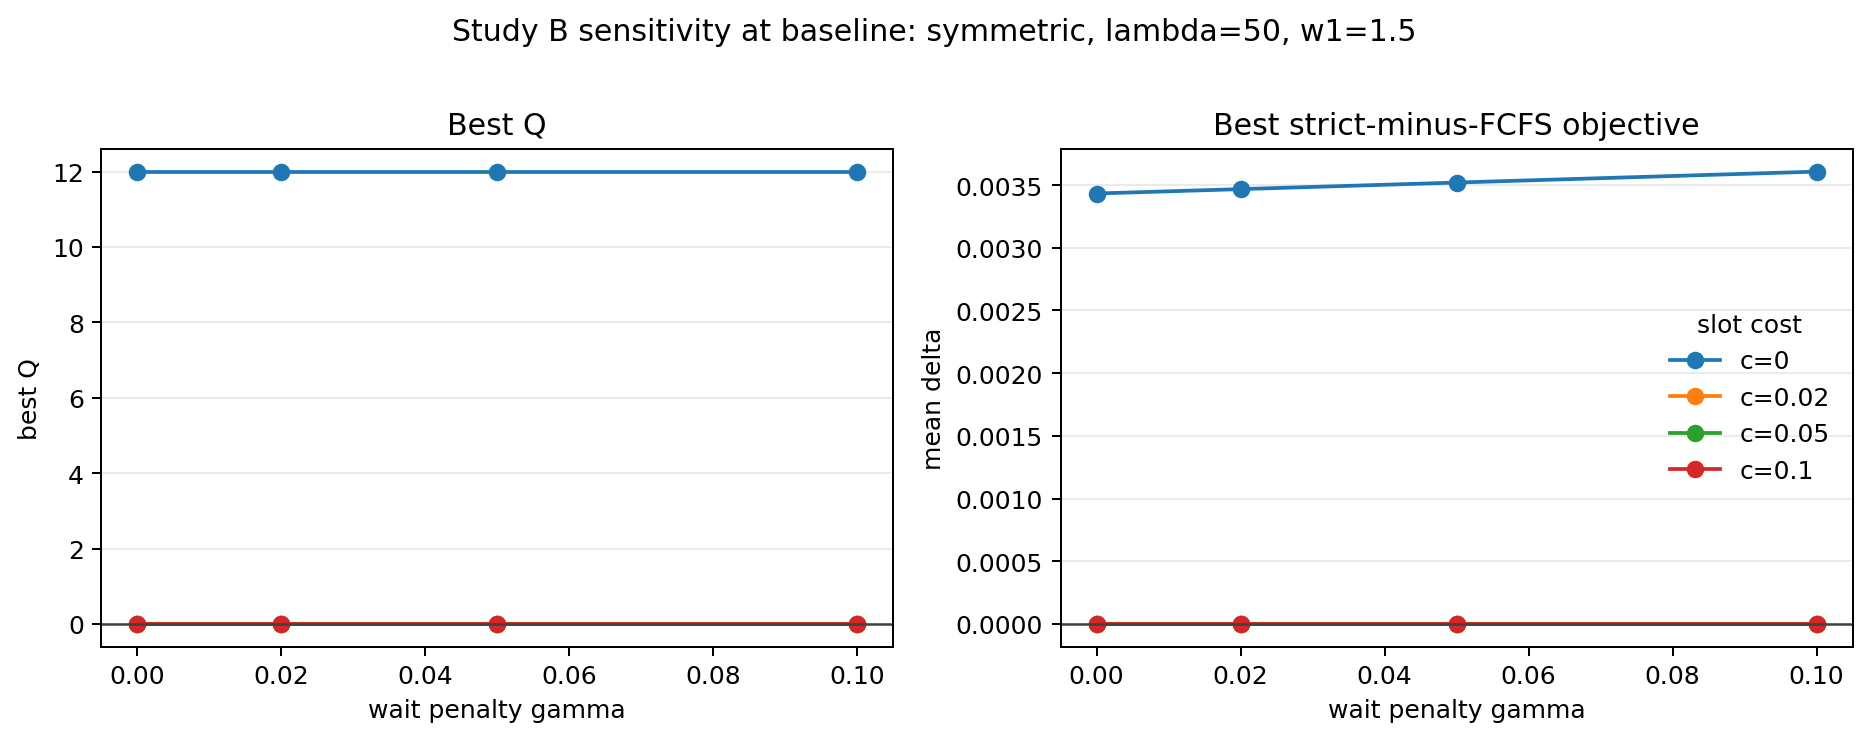 Study B sensitivity at baseline: symmetric, lambda=50, w1=1.5
Best Q
12
10
8
6
4
2
0
best Q
0.00 0.02 0.04 0.06 0.08 0.10
wait penalty gamma
Best strict-minus-FCFS objective
0.0035
0.0030
0.0025
0.0020
0.0015
0.0010
0.0005
0.0000
mean delta
slot cost
c=0
c=0.02
c=0.05
c=0.1
0.00 0.02 0.04 0.06 0.08 0.10
wait penalty gamma